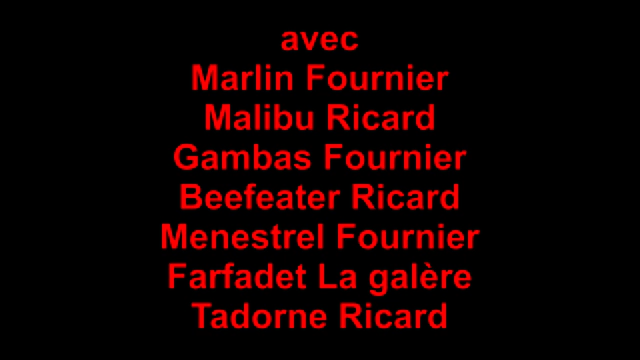 avec
Marlin Fournier
Malibu Ricard
Gambas Fournier
Beefeater Ricard
Menestrel Fournier
Farfadet La galère
Tadorne Ricard